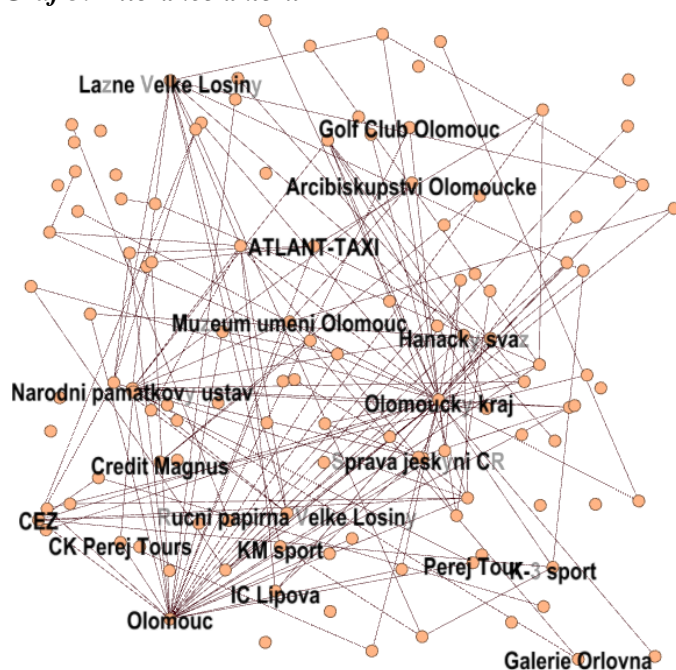 Lazne Velke Losiny
Golf Club Olomouc
Arcibiskupstvi Olomoucke
ATLANT-TAXI
Muzeum umeni Olomouc
Hanacky svaz
Narodni pamatkovy ustav
Olomoucky kraj
Credit Magnus
Sprava jeskyni CR
CEZ
Rucni papirna Velke Losiny
CK Perej Tours
KM sport
Perej Tour
K-3 sport
IC Lipova
Olomouc
Galerie Orlovna